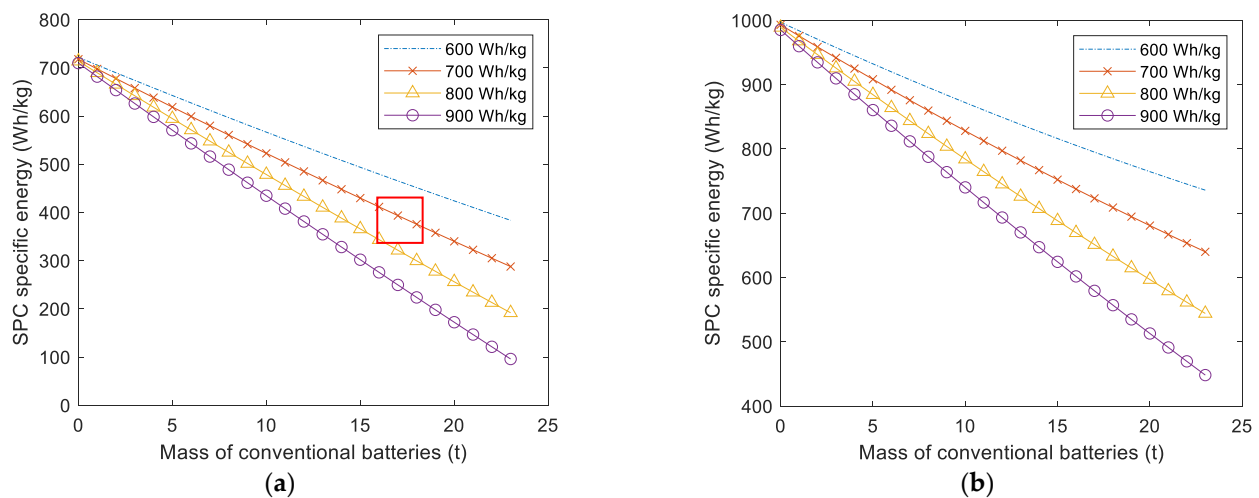 800
700
600
500
400
300
200
100
0
SPC specific energy (Wh/kg)
600 Wh/kg
700 Wh/kg
800 Wh/kg
900 Wh/kg
0 5 10 15 20 25
Mass of conventional batteries (t)
(a)
1000
900
800
700
600
500
400
SPC specific energy (Wh/kg)
600 Wh/kg
700 Wh/kg
800 Wh/kg
900 Wh/kg
0 5 10 15 20 25
Mass of conventional batteries (t)
(b)